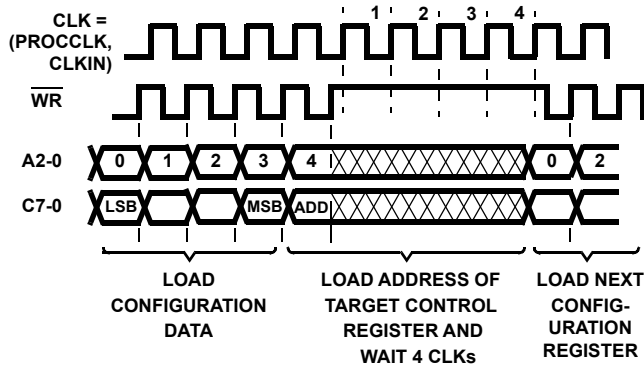 CLK =
(PROCCLK,
CLKIN)
1 2 3 4
WR
A2-0 0 1 2 3 4 0 2
C7-0 LSB MSB ADD
LOAD
CONFIGURATION
DATA
LOAD ADDRESS OF
TARGET CONTROL
REGISTER AND
WAIT 4 CLKs
LOAD NEXT
CONFIG-
URATION
REGISTER